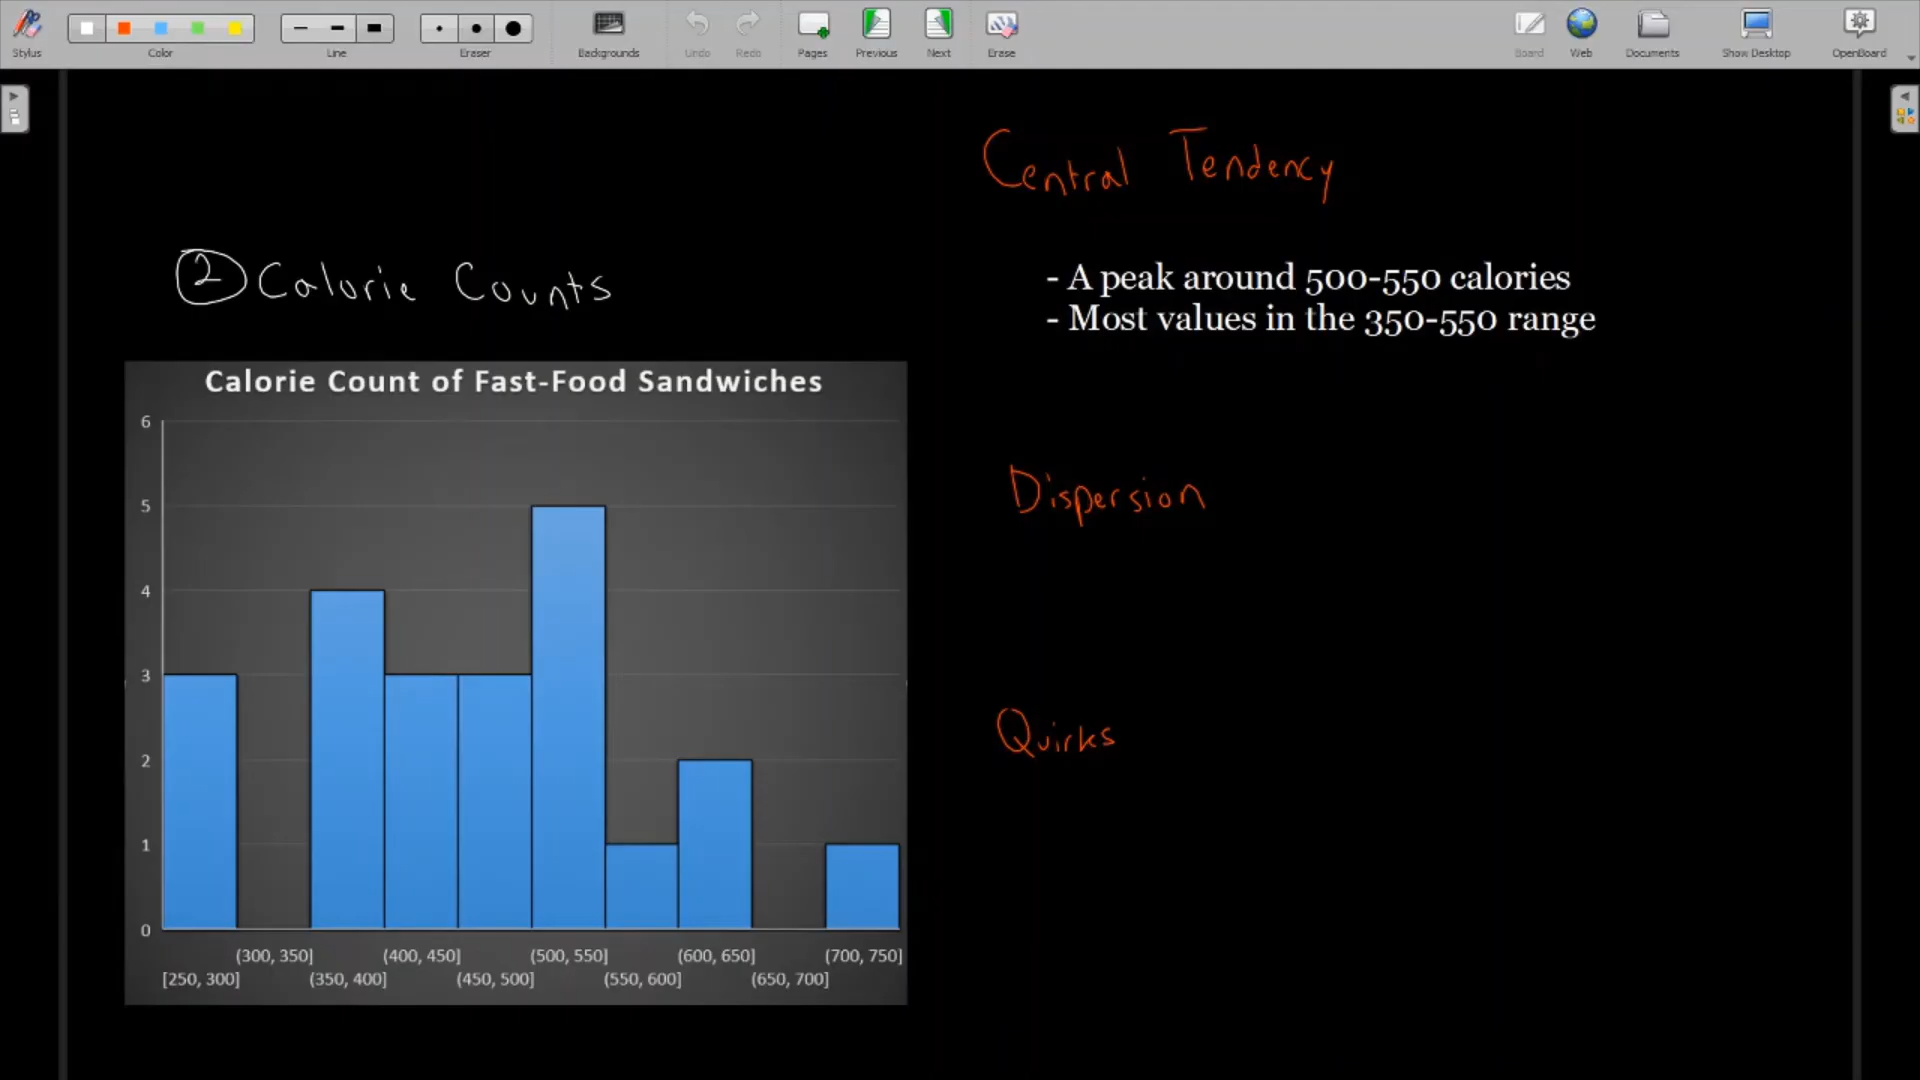 Stylus
Color
Line
Eraser
Backgrounds
Undo
Redo
Pages
Previous
Next
Erase
Board
Web
Documents
Show Desktop
OpenBoard
Central Tendency
- A peak around 500-550 calories
- Most values in the 350-550 range
2 Calorie Counts
Calorie Count of Fast-Food Sandwiches
6
5
4
3
2
1
0
(300, 350] (400, 450] (500, 550] (600, 650] (700, 750]
[250, 300] (350, 400] (450, 500] (550, 600] (650, 700]
Dispersion
Quirks